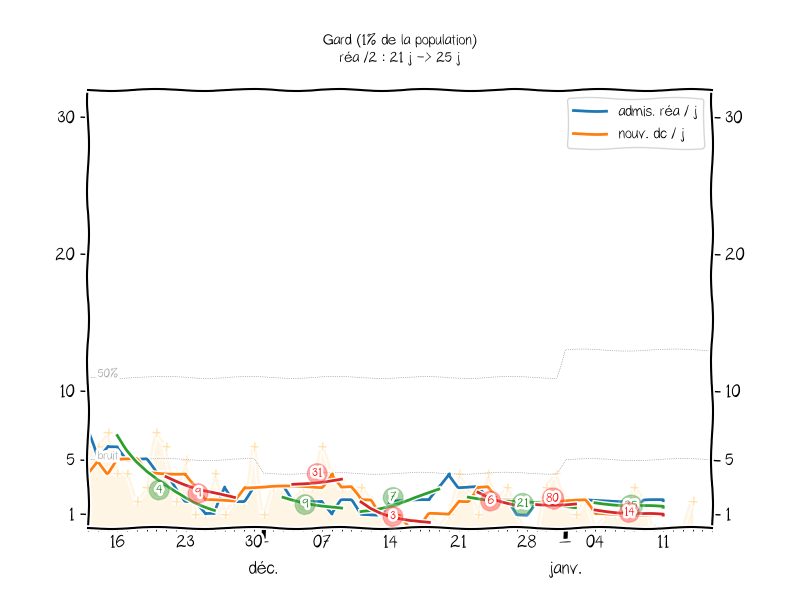 Gard (1% de la population)
réa /2 : 21 j -> 25 j
admis. réa / j
nouv. dc / j
30 30
20 20
50%
10 10
bruit
5 5
31
4 9 9 7 6 21 80 25
3 14
1 1
16 23 30 07 14 21 28 04 11
déc. janv.